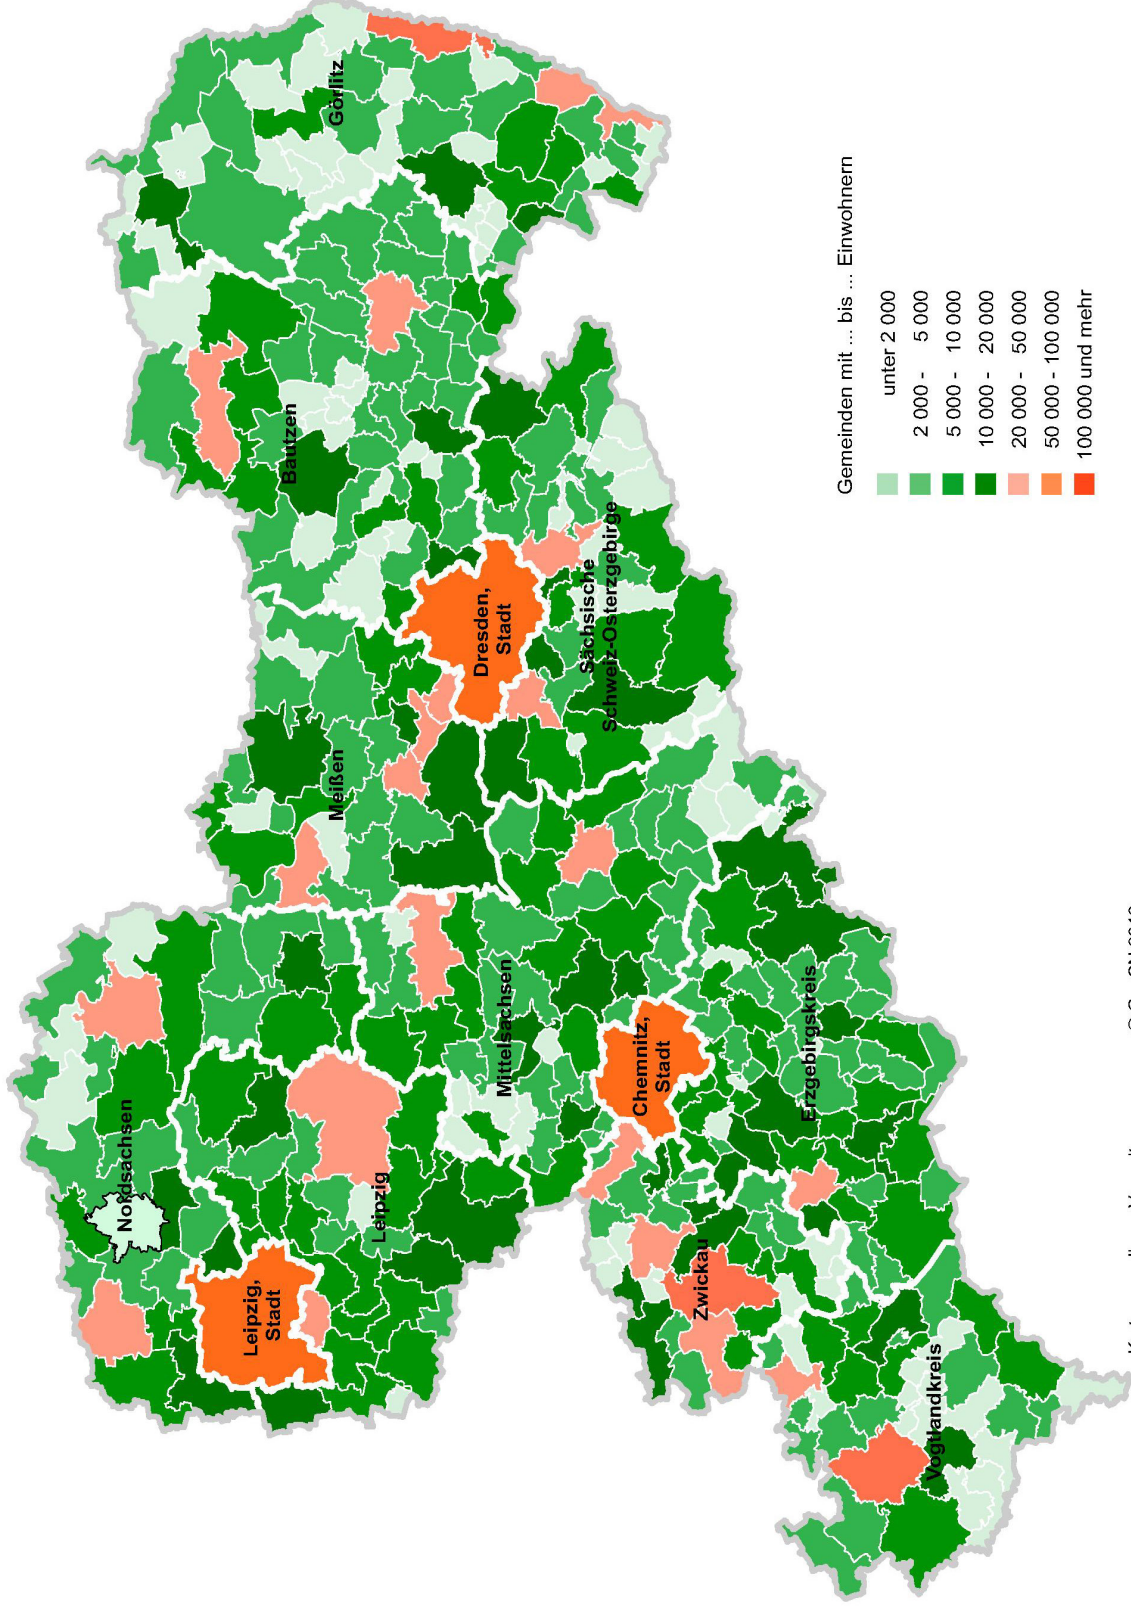 Nordsachsen
Leipzig,
Stadt
Leipzig
Meißen
Bautzen
Görlitz
Dresden,
Stadt
Sächsische
Schweiz-Osterzgebirge
Mittelsachsen
Chemnitz,
Stadt
Zwickau
Erzgebirgskreis
Vogtlandkreis
Gemeinden mit ... bis ... Einwohnern
unter 2 000
2 000 - 5 000
5 000 - 10 000
10 000 - 20 000
20 000 - 50 000
50 000 - 100 000
100 000 und mehr